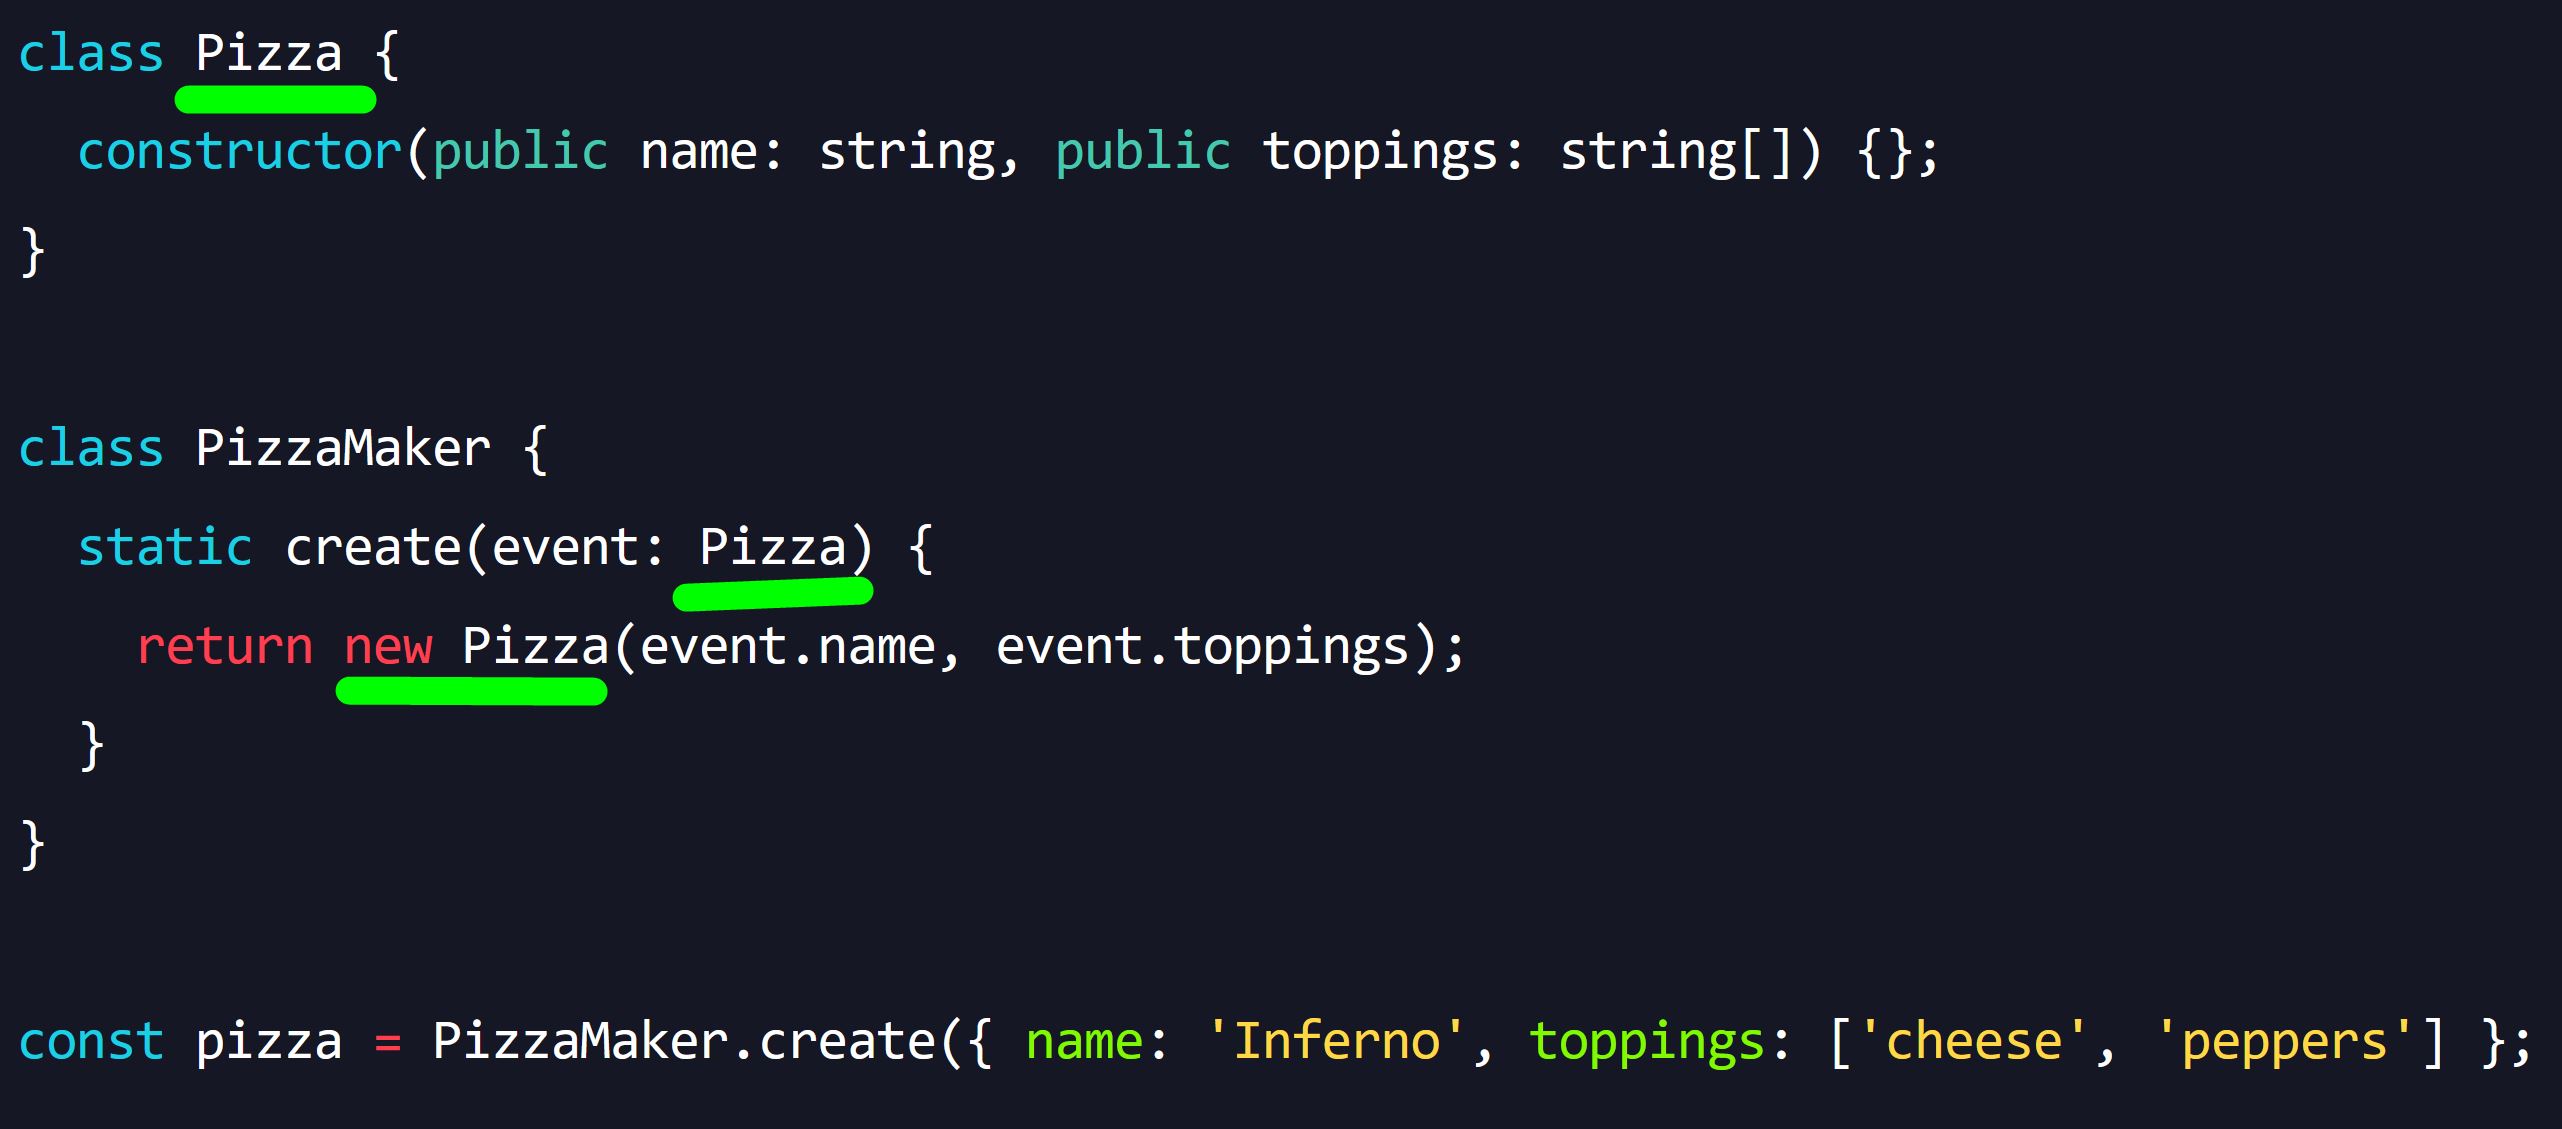 class Pizza {
constructor(public name: string, public toppings: string[]) {};
}
class PizzaMaker {
static create(event: Pizza) {
return new Pizza(event.name, event.toppings);
}
}
const pizza = PizzaMaker.create({ name: 'Inferno', toppings: ['cheese', 'peppers'] };